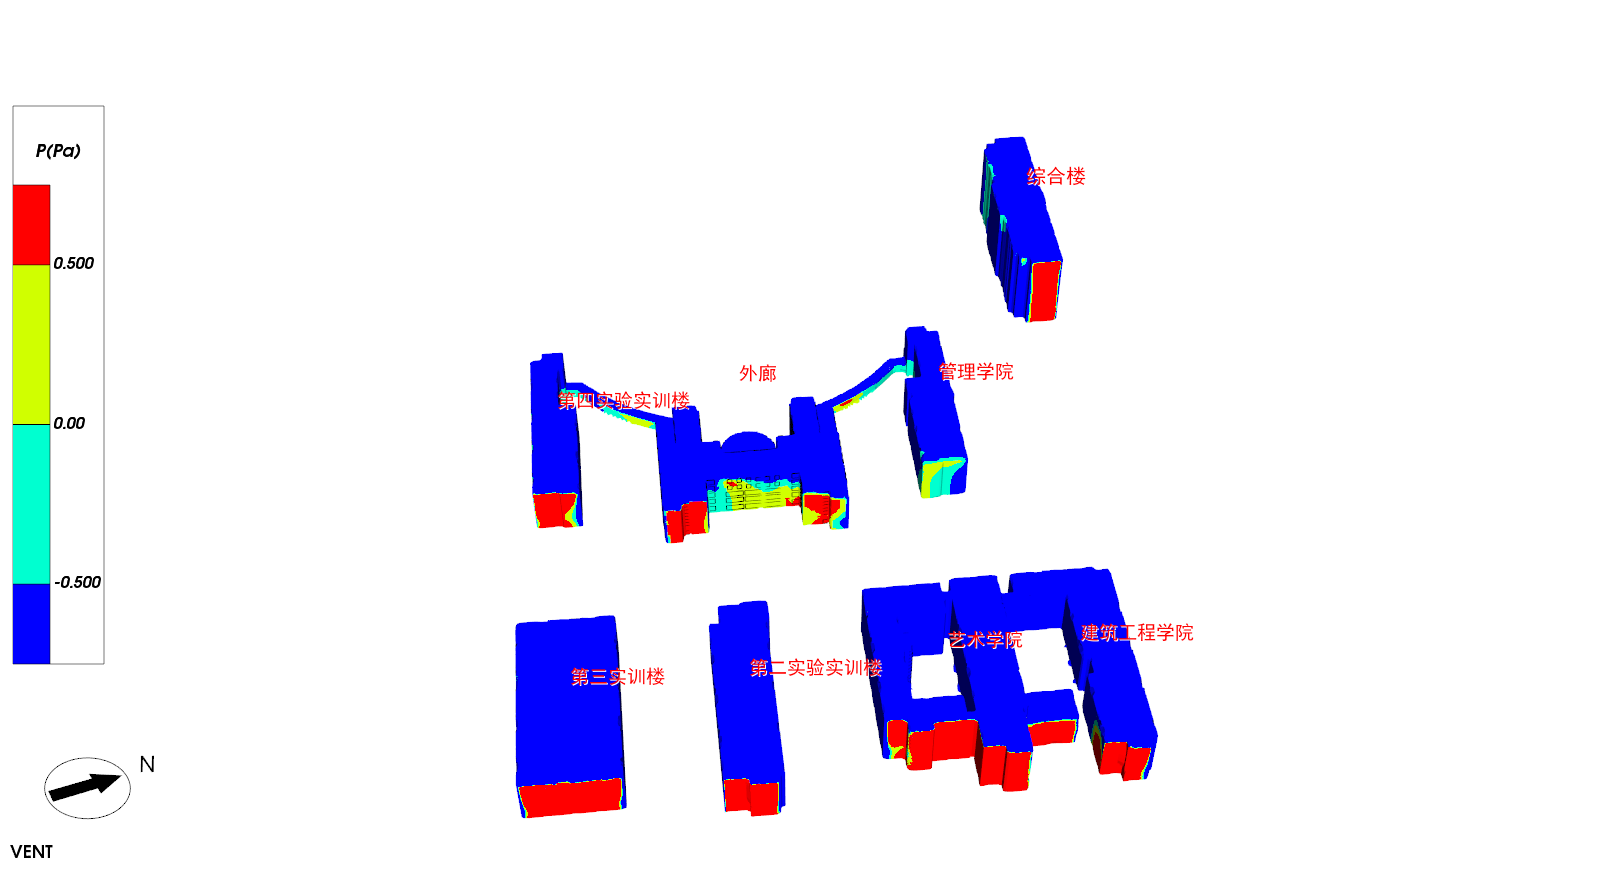 P(Pa)
0.500
0.00
-0.500
综合楼
外廊
管理学院
第四实验实训楼
艺术学院
建筑工程学院
第三实训楼
第二实验实训楼
N
VENT